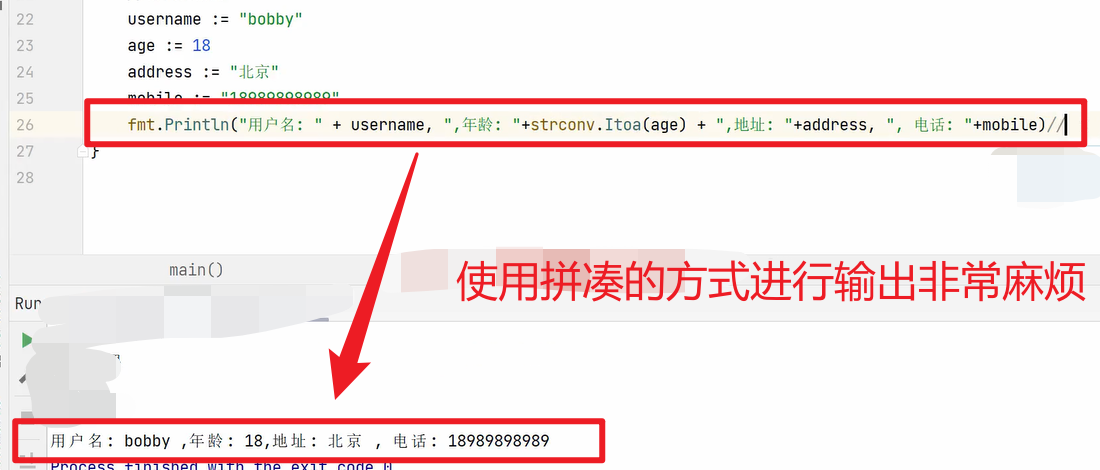 22 username := "bobby"
23 age := 18
24 address := "北京"
25 mobile := "18989898989"
26 fmt.Println("用户名: " + username, ",年龄: "+strconv.Itoa(age) + ",地址: "+address, ", 电话: "+mobile)//
27 }
28
main()
使用拼凑的方式进行输出非常麻烦
Run
用户名: bobby ,年龄: 18,地址: 北京 , 电话: 18989898989
Process finished with the exit code 0